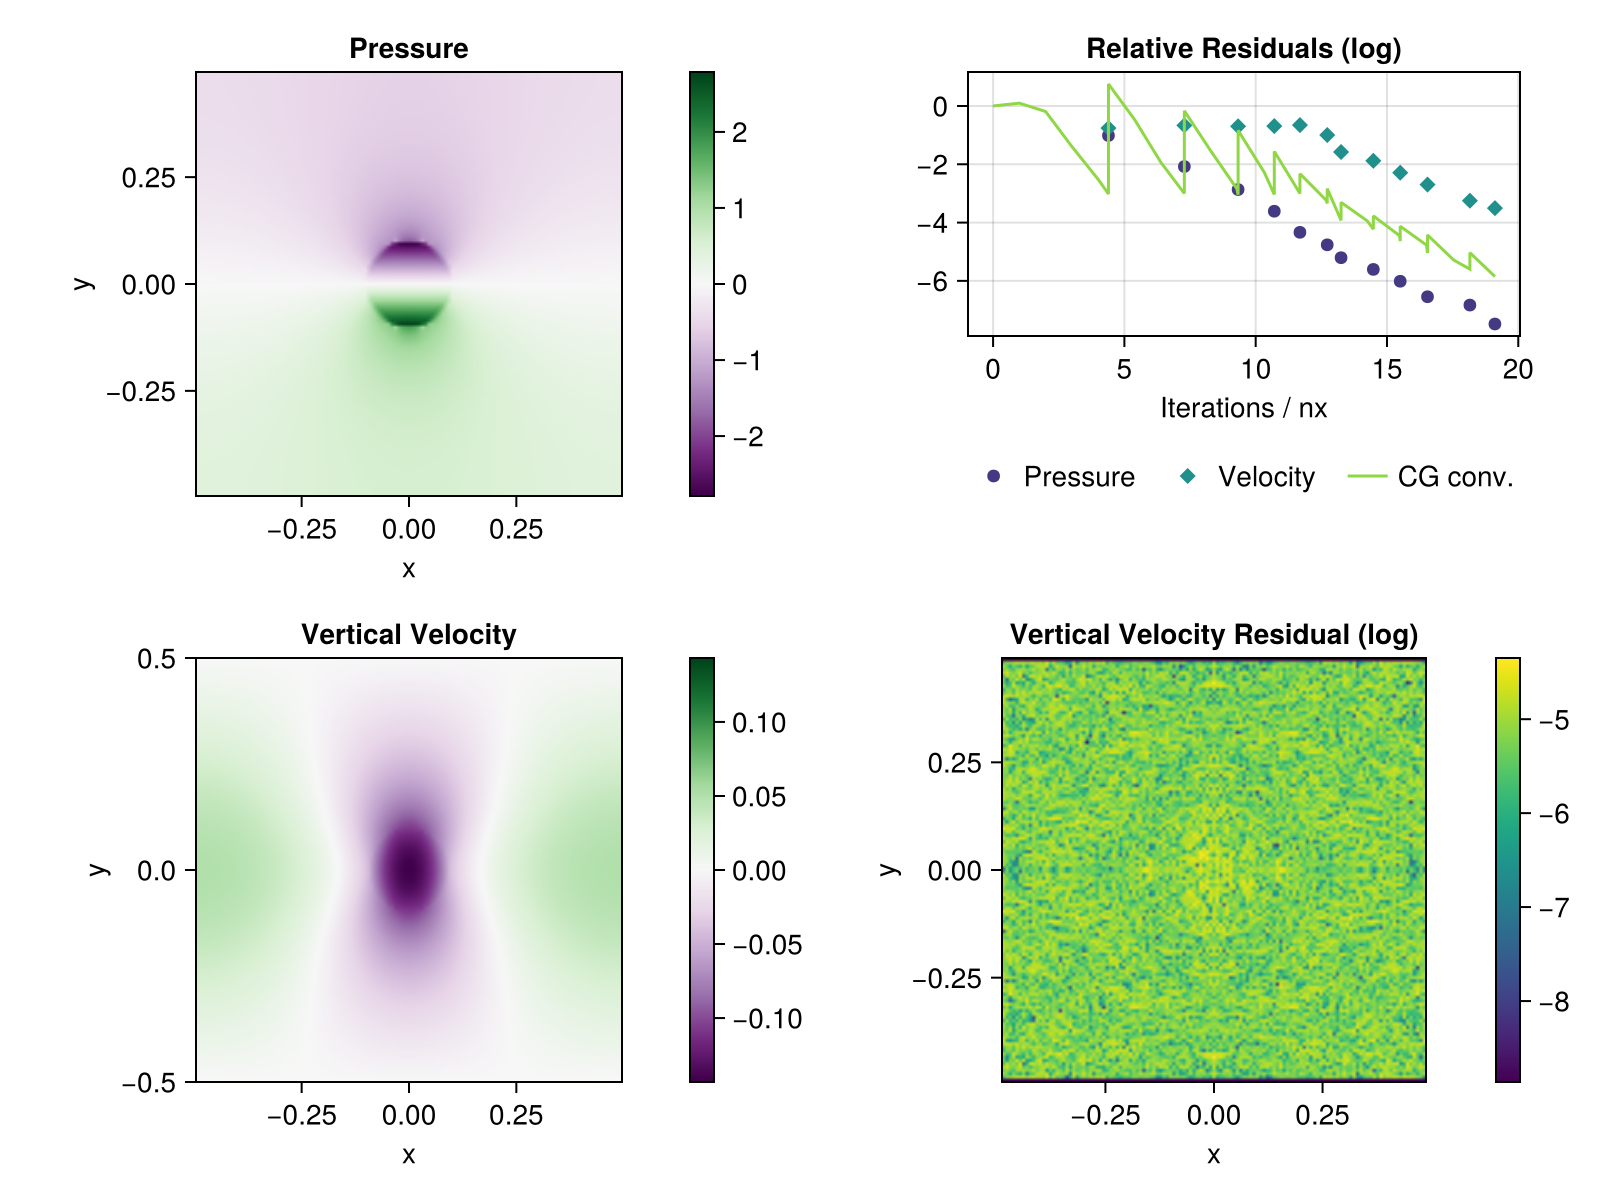 Pressure
y
0.25
0.00
−0.25
−0.25 0.00 0.25
x
2
1
0
−1
−2
Relative Residuals (log)
0
−2
−4
−6
0 5 10 15 20
Iterations / nx
Pressure Velocity CG conv.
Vertical Velocity
y
0.5
0.0
−0.5
−0.25 0.00 0.25
x
0.10
0.05
0.00
−0.05
−0.10
Vertical Velocity Residual (log)
y
0.25
0.00
−0.25
−0.25 0.00 0.25
x
−5
−6
−7
−8